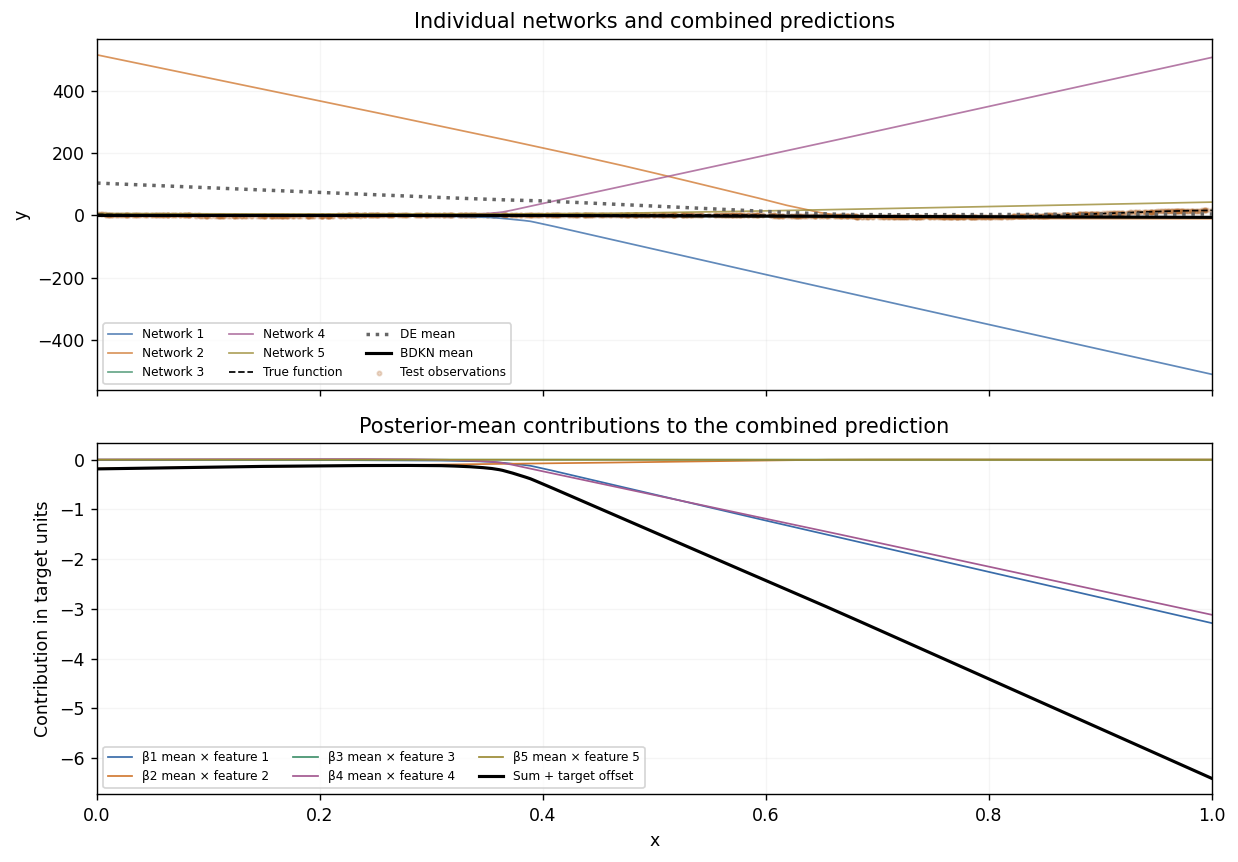 Individual networks and combined predictions
400
200
0
−200
−400
y
Network 1
Network 2
Network 3
Network 4
Network 5
True function
DE mean
BDKN mean
Test observations
Posterior-mean contributions to the combined prediction
0
−1
−2
−3
−4
−5
−6
Contribution in target units
β1 mean × feature 1
β2 mean × feature 2
β3 mean × feature 3
β4 mean × feature 4
β5 mean × feature 5
Sum + target offset
0.0
0.2
0.4
0.6
0.8
1.0
x